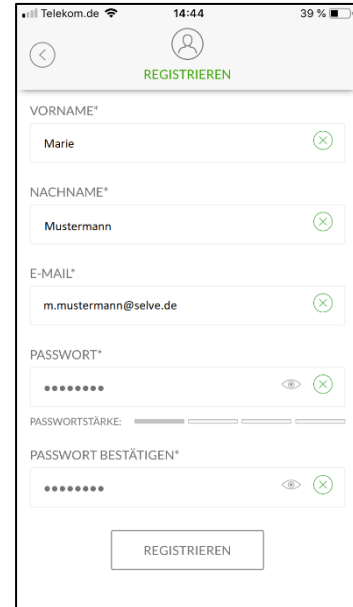 Telekom.de 14:44 39 %
REGISTRIEREN
VORNAME*
Marie
NACHNAME*
Mustermann
E-MAIL*
m.mustermann@selve.de
PASSWORT*
●●●●●●●●
PASSWORTSTÄRKE:
PASSWORT BESTÄTIGEN*
●●●●●●●●
REGISTRIEREN